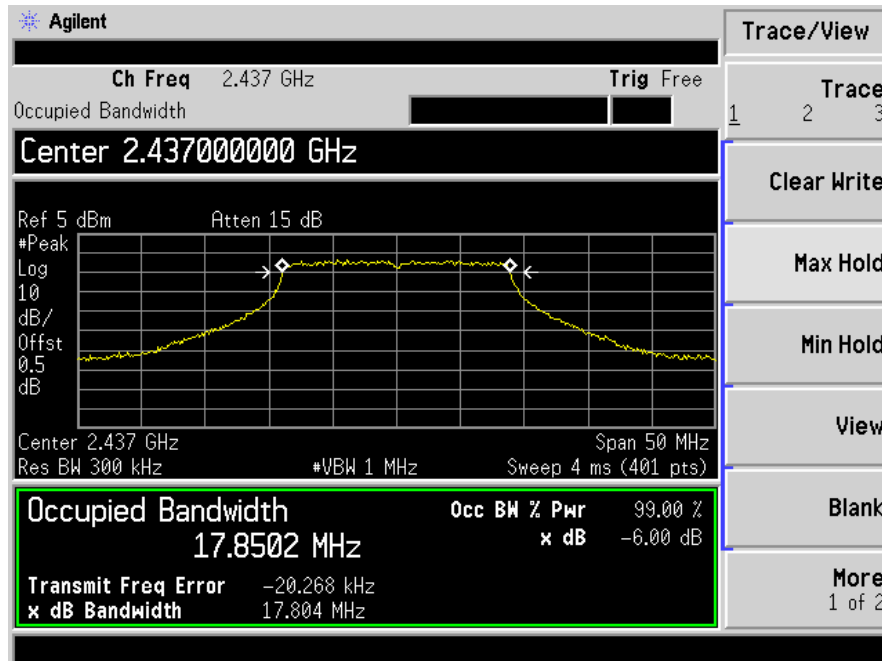 Agilent
Trace/View
Ch Freq 2.437 GHz Trig Free
Occupied Bandwidth
Trace
1 2 3
Center 2.437000000 GHz
Clear Write
Ref 5 dBm Atten 15 dB
#Peak
Log
10
dB/
Offst
0.5
dB
Max Hold
Min Hold
View
Center 2.437 GHz Span 50 MHz
Res BW 300 kHz #VBW 1 MHz Sweep 4 ms (401 pts)
Occupied Bandwidth Occ BW % Pwr 99.00 %
17.8502 MHz x dB -6.00 dB
Blank
Transmit Freq Error -20.268 kHz
x dB Bandwidth 17.804 MHz
More
1 of 2